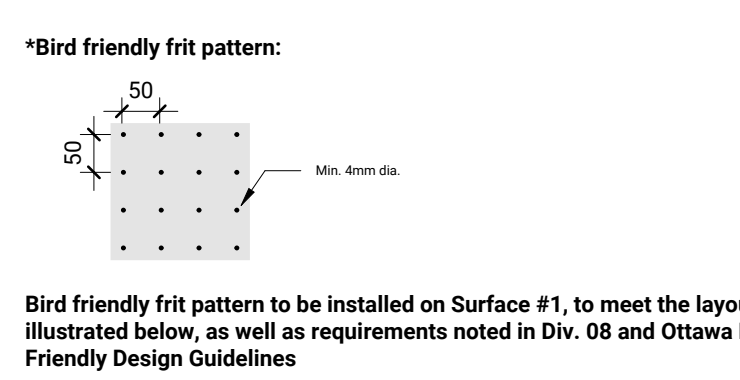 *Bird friendly frit pattern:
50
50
Min. 4mm dia.
Bird friendly frit pattern to be installed on Surface #1, to meet the
illustrated below, as well as requirements noted in Div. 08 and Ottawa
Friendly Design Guidelines